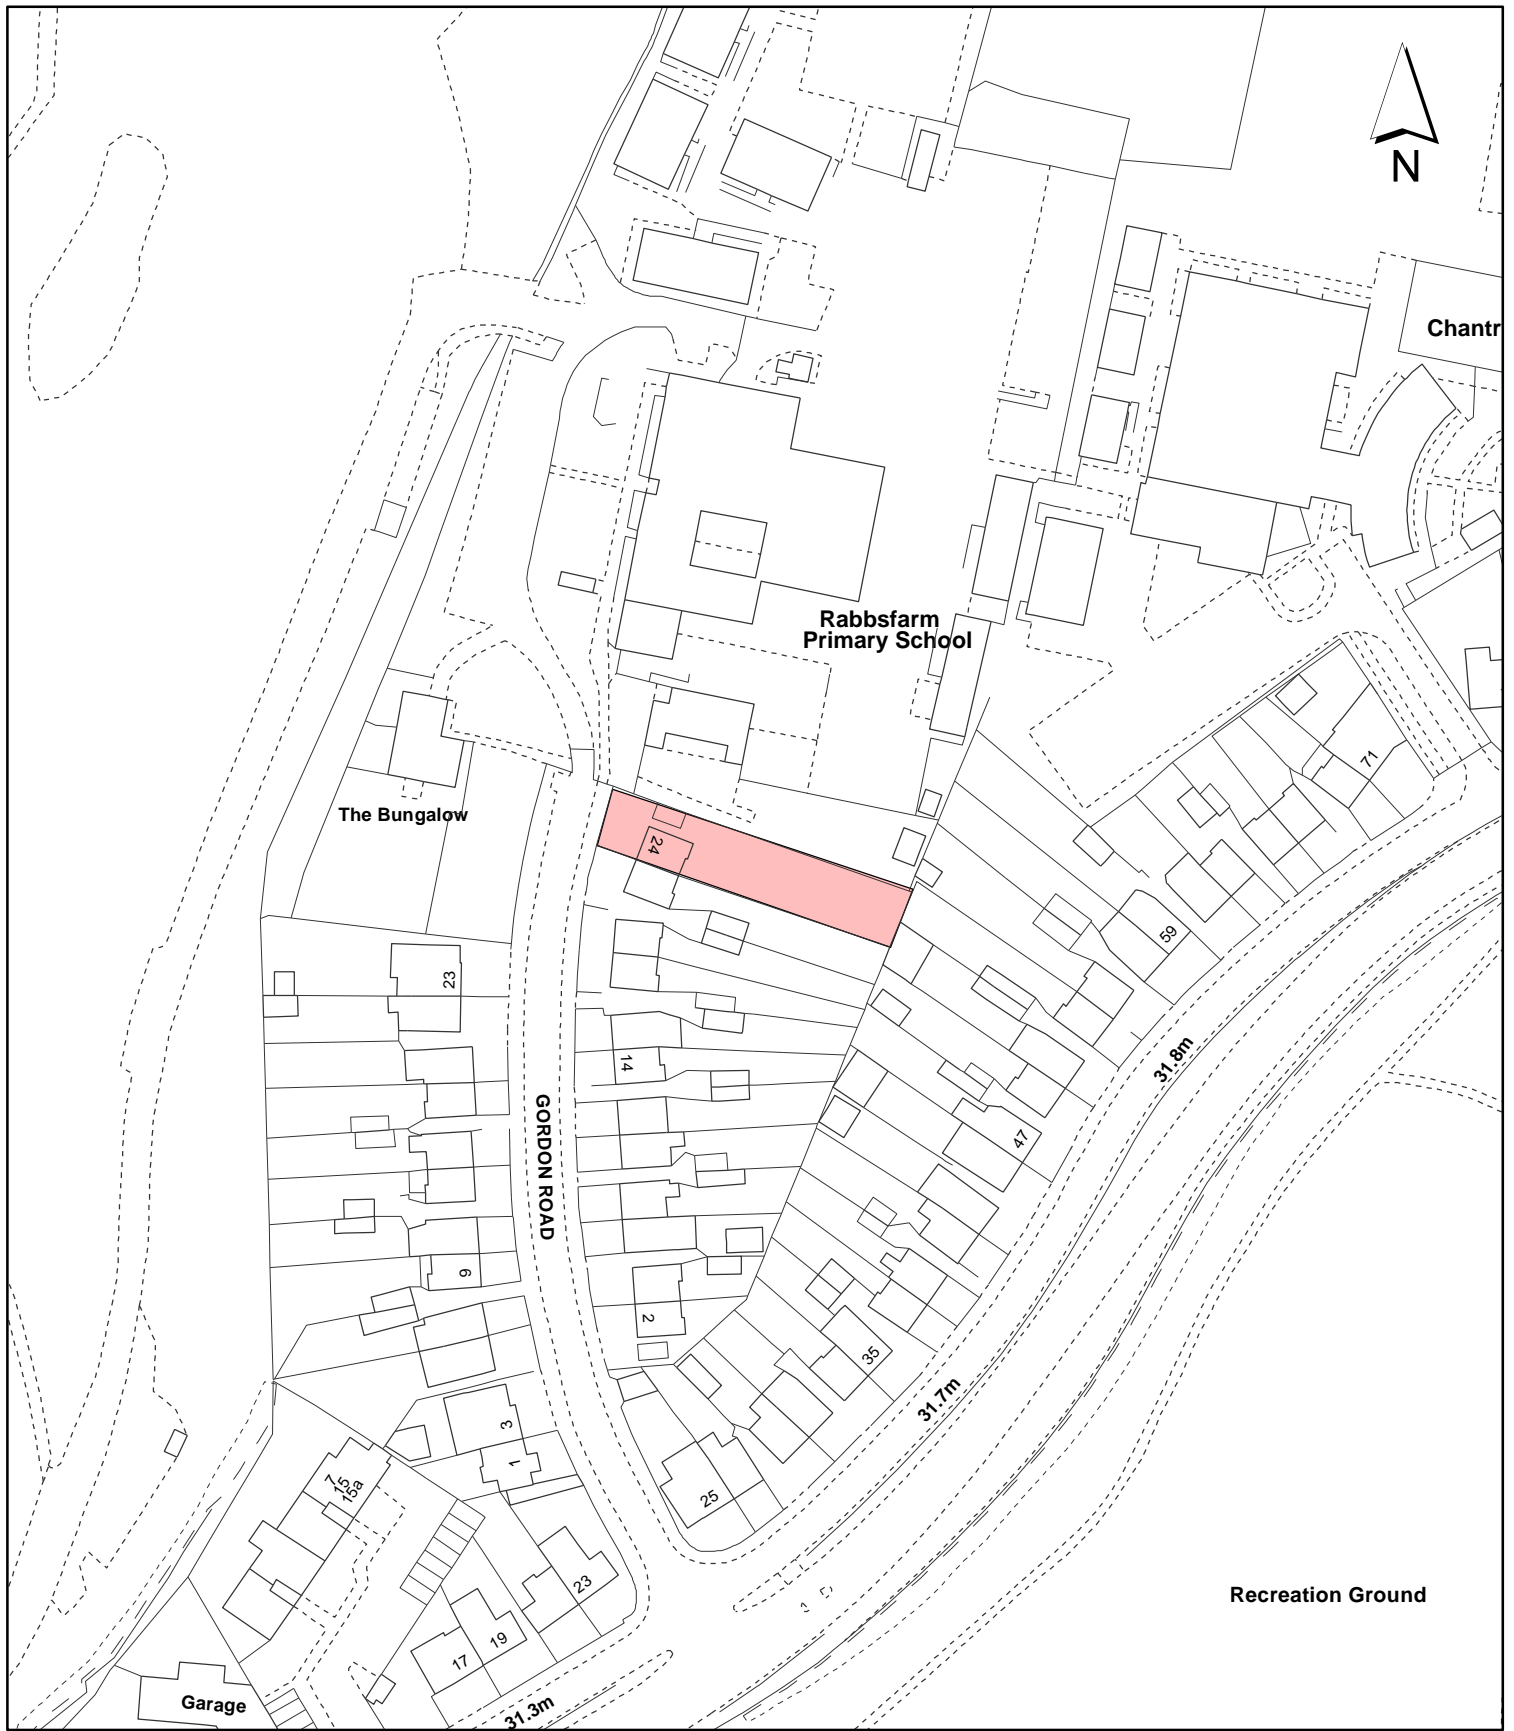 N
Chantr
Rabbsfarm
Primary School
71
The Bungalow
24
59
23
31.8m
14
47
GORDON ROAD
9
2
35
31.7m
3
1
7
15
15a
25
23
Recreation Ground
19
17
Garage
31.3m